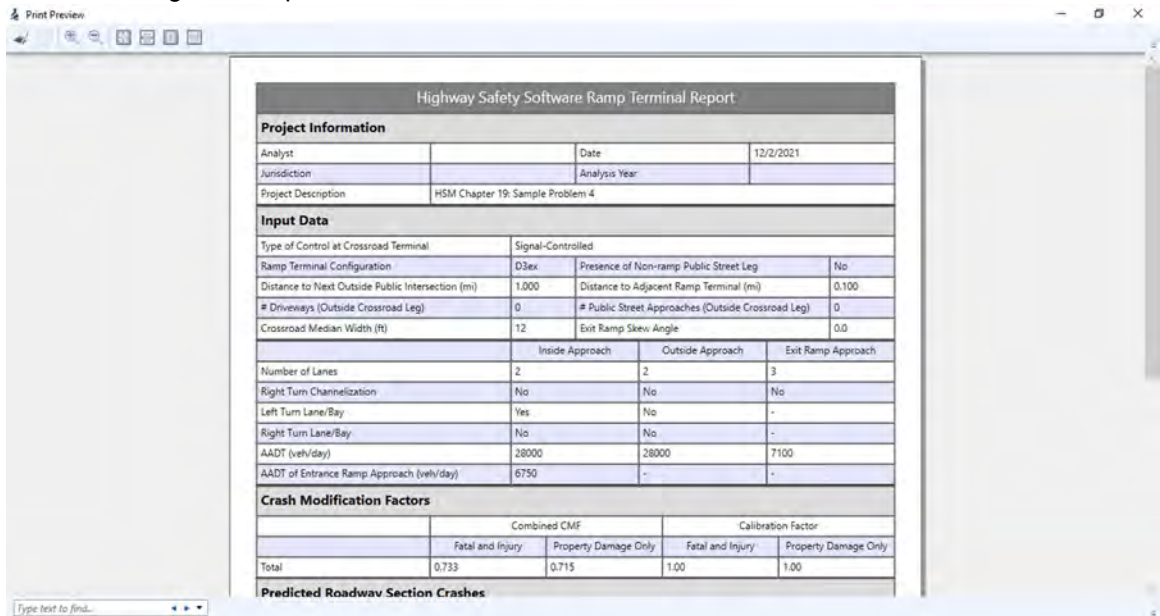 Print Preview
Highway Safety Software Ramp Terminal Report
Project Information
Analyst Date 12/2/2021
Jurisdiction Analysis Year
Project Description HSM Chapter 19: Sample Problem 4
Input Data
Type of Control at Crossroad Terminal Signal-Controlled
Ramp Terminal Configuration D3ex Presence of Non-ramp Public Street Leg No
Distance to Next Outside Public Intersection (mi) 1.000 Distance to Adjacent Ramp Terminal (mi) 0.100
# Driveways (Outside Crossroad Leg) 0 # Public Street Approaches (Outside Crossroad Leg) 0
Crossroad Median Width (ft) 12 Exit Ramp Skew Angle 0.0
Inside Approach Outside Approach Exit Ramp Approach
Number of Lanes 2 2 3
Right Turn Channelization No No No
Left Turn Lane/Bay Yes No -
Right Turn Lane/Bay No No -
AADT (veh/day) 28000 28000 7100
AADT of Entrance Ramp Approach (veh/day) 6750 - -
Crash Modification Factors
Combined CMF Calibration Factor
Fatal and Injury Property Damage Only Fatal and Injury Property Damage Only
Total 0.733 0.715 1.00 1.00
Predicted Roadway Section Crashes
Type text to find...